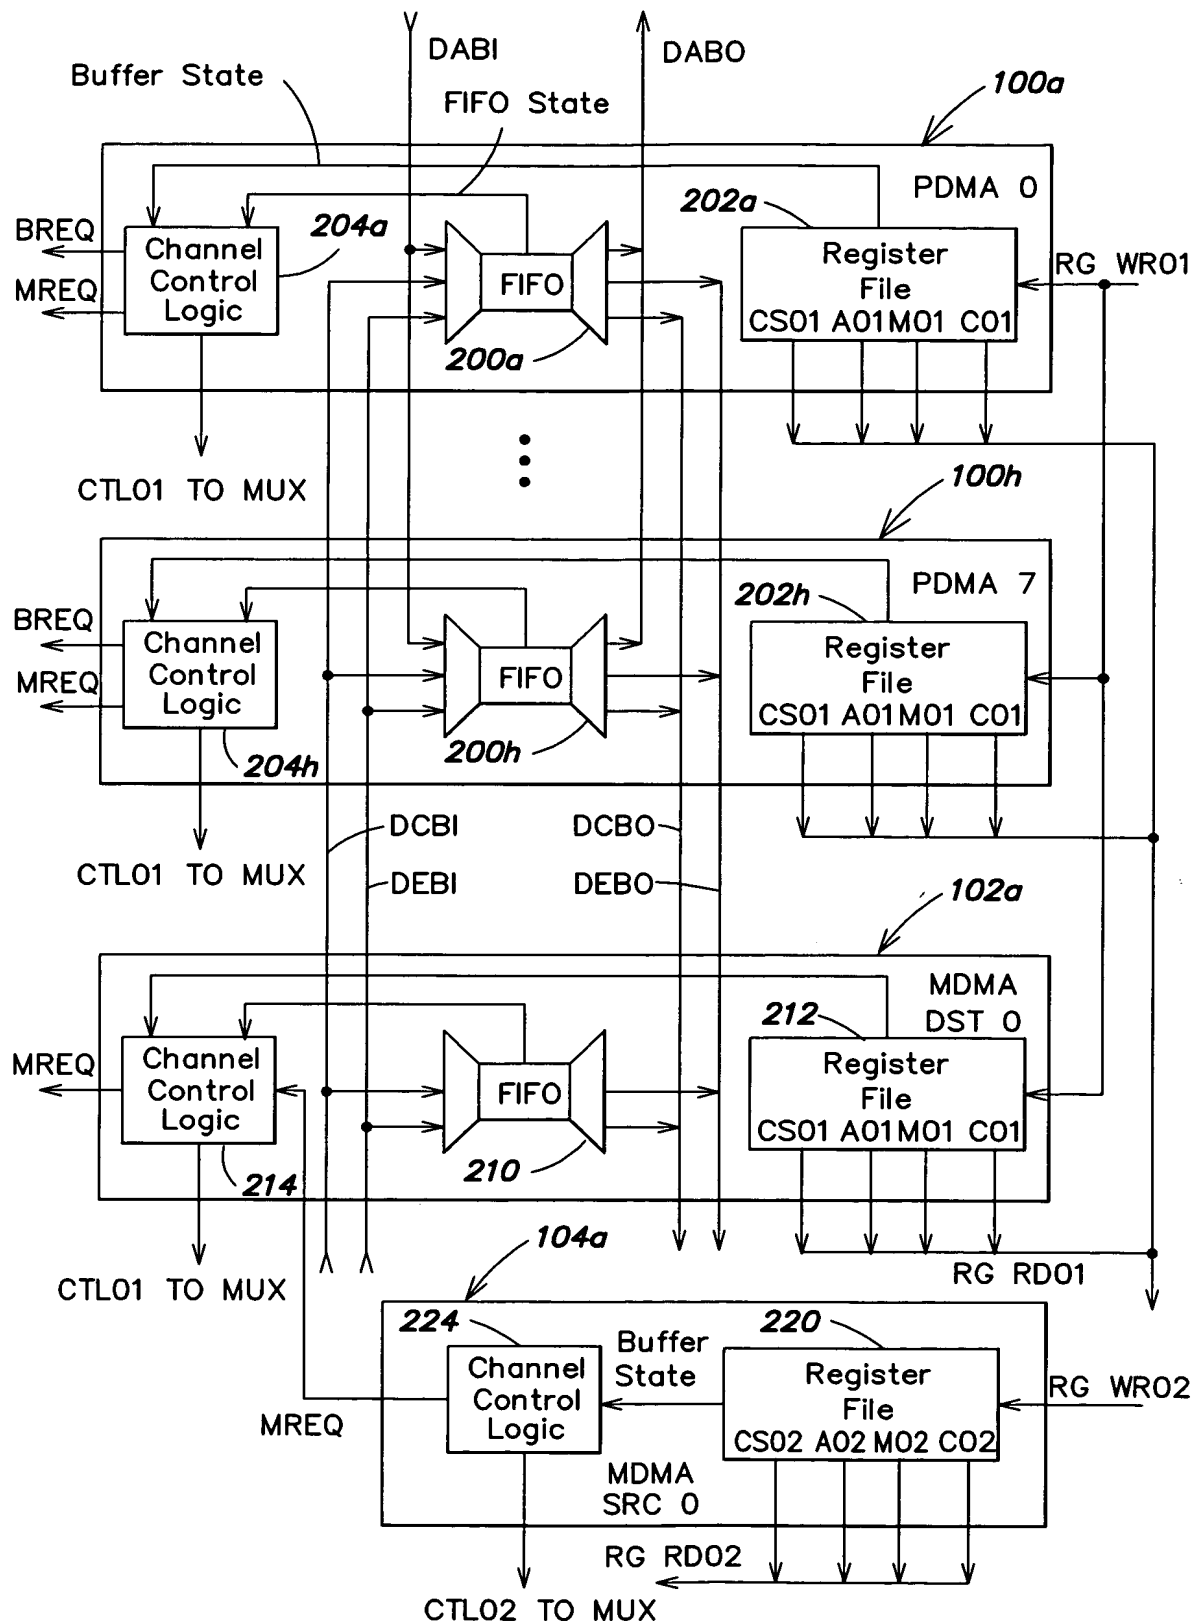 DABI
DABO
Buffer State
FIFO State
100a
PDMA 0
202a
204a
BREQ
MREQ
Channel
Control
Logic
FIFO
200a
Register
File
CS01 A01 M01 C01
RG WR01
CTL01 TO MUX
100h
PDMA 7
202h
BREQ
MREQ
Channel
Control
Logic
204h
FIFO
200h
Register
File
CS01 A01 M01 C01
CTL01 TO MUX
DCBI
DCBO
DEBI
DEBO
102a
MDMA
DST 0
212
MREQ
Channel
Control
Logic
214
FIFO
210
Register
File
CS01 A01 M01 C01
CTL01 TO MUX
RG RD01
104a
224
220
Buffer
State
Channel
Control
Logic
MREQ
Register
File
CS02 A02 M02 C02
RG WR02
MDMA
SRC 0
RG RD02
CTL02 TO MUX